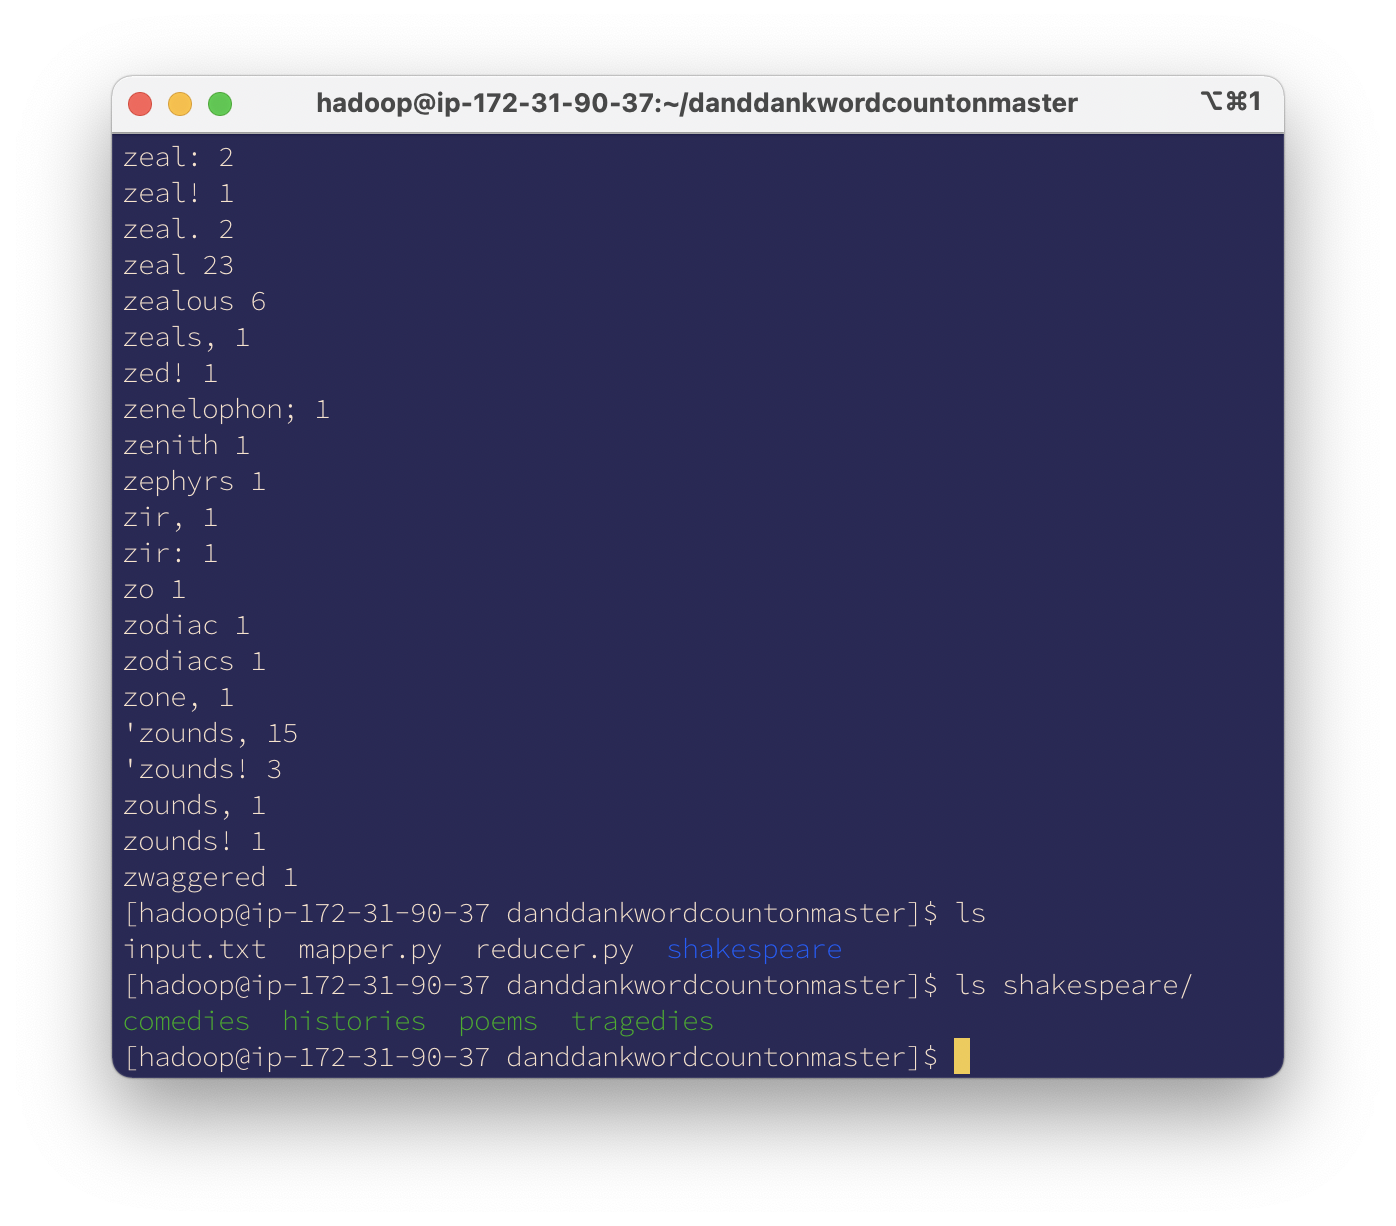 hadoop@ip-172-31-90-37:~/danddankwordcountonmaster ⌥⌘1
zeal: 2
zeal! 1
zeal. 2
zeal 23
zealous 6
zeals, 1
zed! 1
zenelophon; 1
zenith 1
zephyrs 1
zir, 1
zir: 1
zo 1
zodiac 1
zodiacs 1
zone, 1
'zounds, 15
'zounds! 3
zounds, 1
zounds! 1
zwaggered 1
[hadoop@ip-172-31-90-37 danddankwordcountonmaster]$ ls
input.txt  mapper.py  reducer.py  shakespeare
[hadoop@ip-172-31-90-37 danddankwordcountonmaster]$ ls shakespeare/
comedies  histories  poems  tragedies
[hadoop@ip-172-31-90-37 danddankwordcountonmaster]$